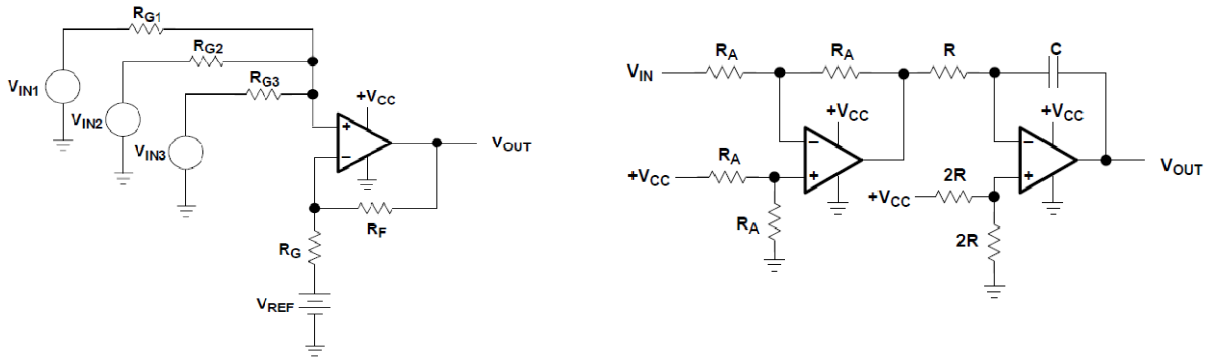 RG1
RG2
RG3
VIN1
VIN2
VIN3
+VCC
+
−
VOUT
RF
RG
VREF
VIN
RA
RA
R
C
+VCC
+VCC
−
+
−
+
+VCC
RA
RA
VOUT
2R
+VCC
2R